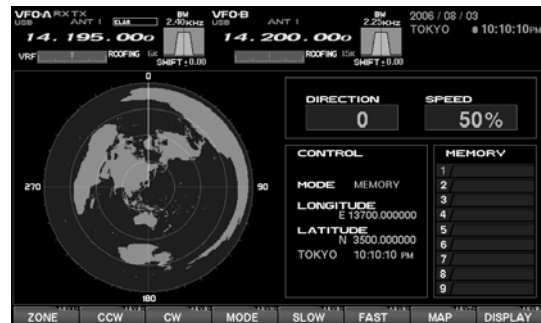 VFO-A RX TX BW VFO-B BW 2006 / 08 / 03
USB ANT 1 CLAR 2.40KHz USB ANT 1 2.25KHz TOKYO 10:10:10PM
14. 195. 000 14. 200. 000
VRF ROOFING 6K SHIFT±0.00 ROOFING 15K SHIFT±0.00
0
270
90
180
DIRECTION SPEED
0 50%
CONTROL
MODE MEMORY
LONGITUDE
E 13700.000000
LATITUDE
N 3500.000000
TOKYO 10:10:10 PM
MEMORY
1
2
3
4
5
6
7
8
9
ZONE CCW CW MODE SLOW FAST MAP DISPLAY